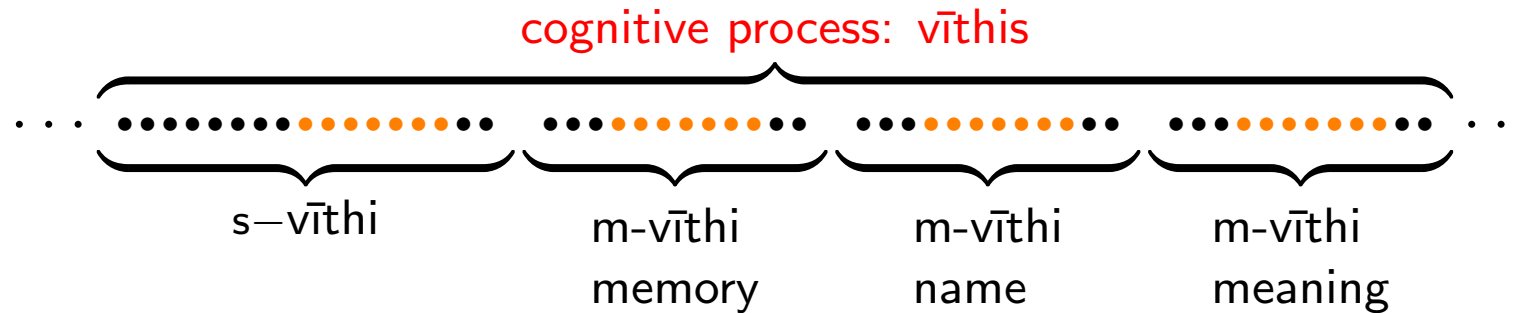 cognitive process: vīthis
s–vīthi
m-vīthi
memory
m-vīthi
name
m-vīthi
meaning